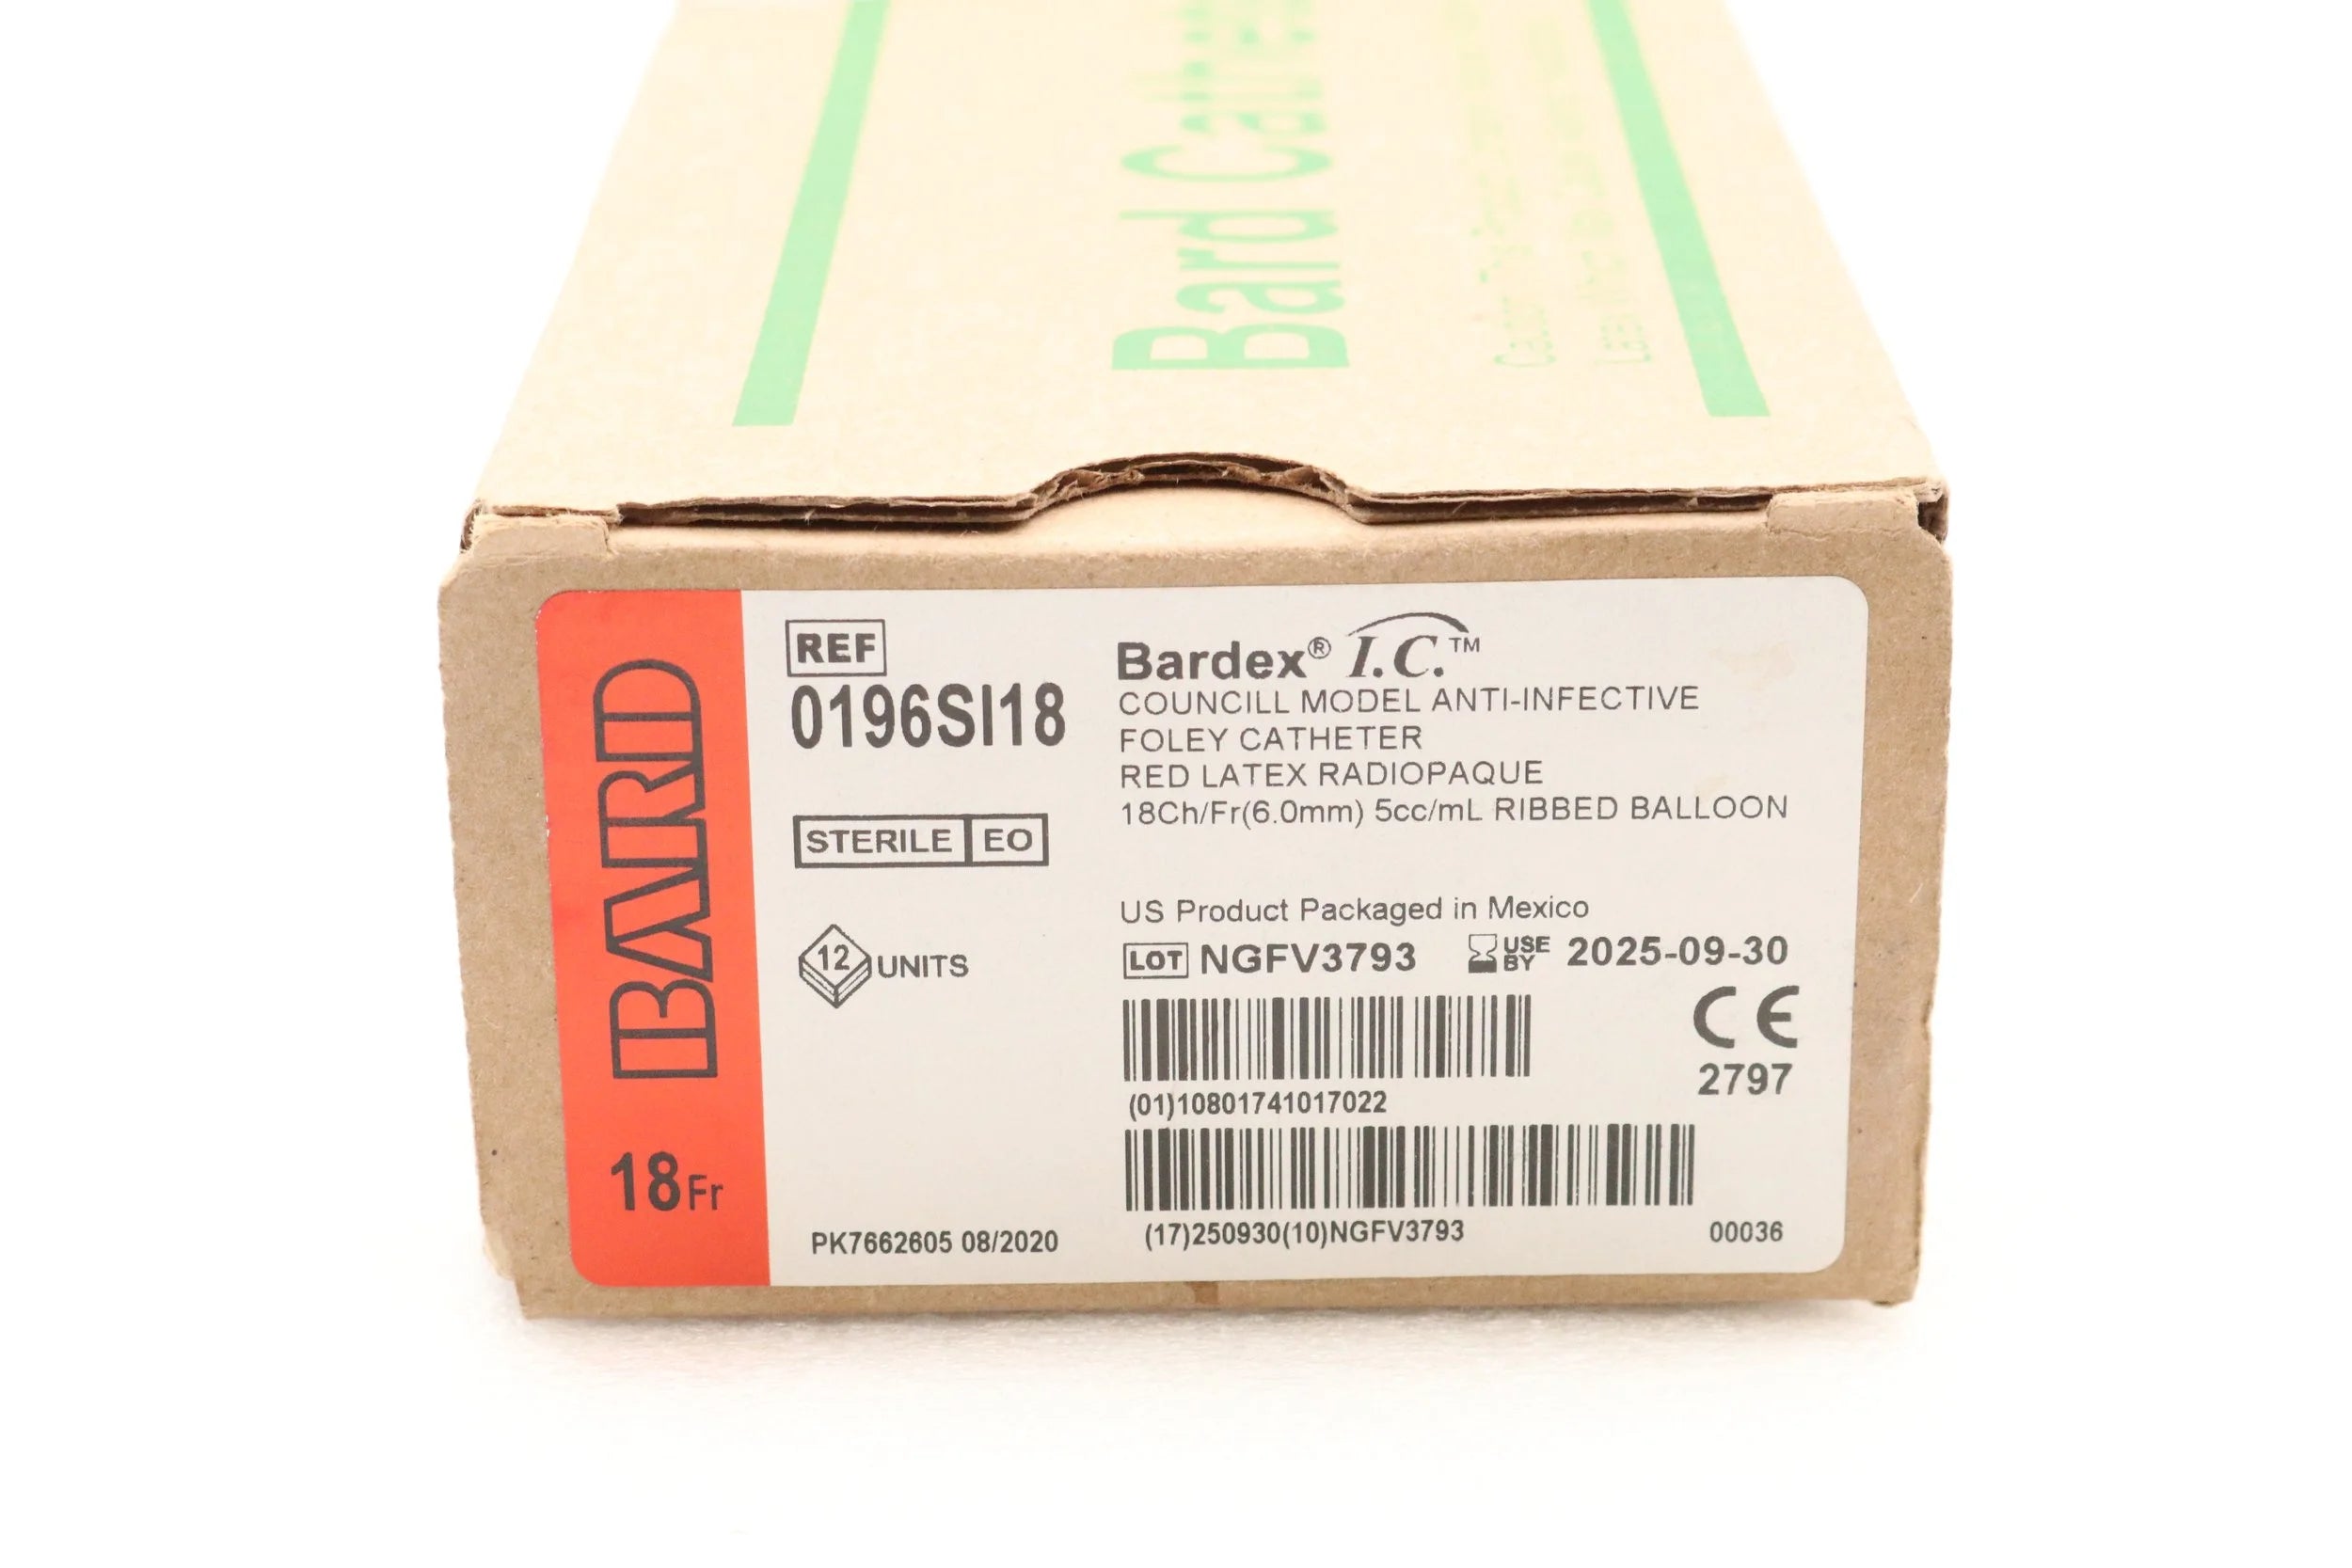 Bard
BARD
18Fr
REF
0196SI18
STERILE EO
12 UNITS
PK7662605 08/2020
Bardex® I.C.™
COUNCILL MODEL ANTI-INFECTIVE
FOLEY CATHETER
RED LATEX RADIOPAQUE
18Ch/Fr(6.0mm) 5cc/mL RIBBED BALLOON
US Product Packaged in Mexico
LOT NGFV3793 USE BY 2025-09-30
CE
2797
(01)10801741017022
(17)250930(10)NGFV3793
00036